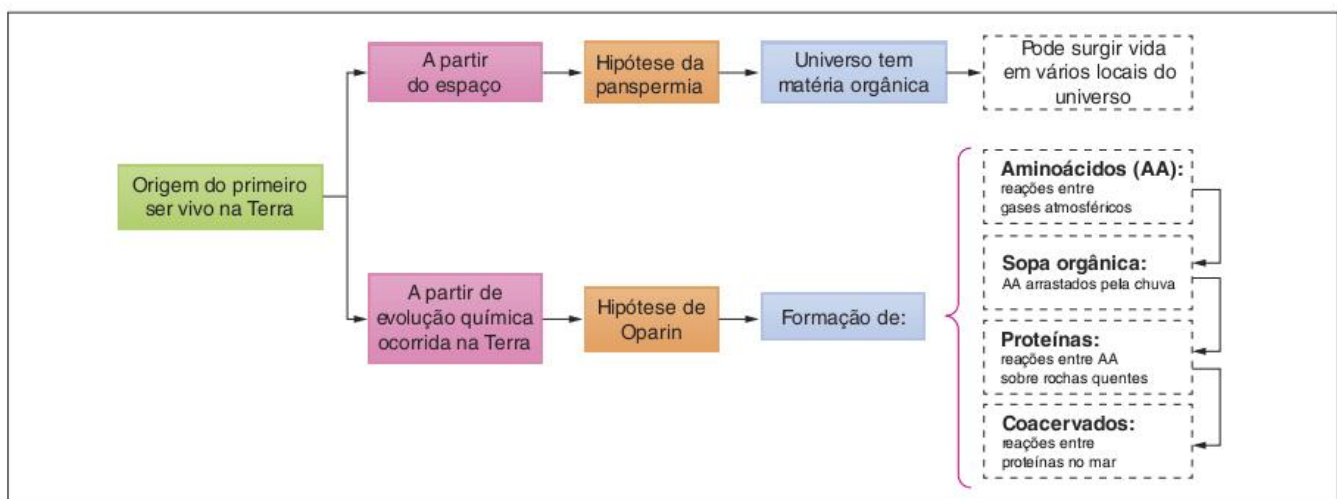 Origem do primeiro
ser vivo na Terra
A partir
do espaço
Hipótese da
panspermia
Universo tem
matéria orgânica
Pode surgir vida
em vários locais do
universo
A partir de
evolução química
ocorrida na Terra
Hipótese de
Oparin
Formação de:
Aminoácidos (AA):
reações entre
gases atmosféricos
Sopa orgânica:
AA arrastados pela chuva
Proteínas:
reações entre AA
sobre rochas quentes
Coacervados:
reações entre
proteínas no mar